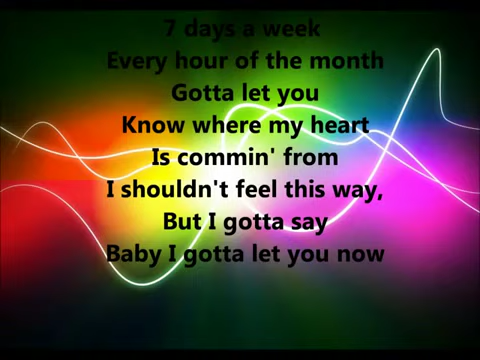 7 days a week
Every hour of the month
Gotta let you
Know where my heart
Is commin' from
I shouldn't feel this way,
But I gotta say
Baby I gotta let you now